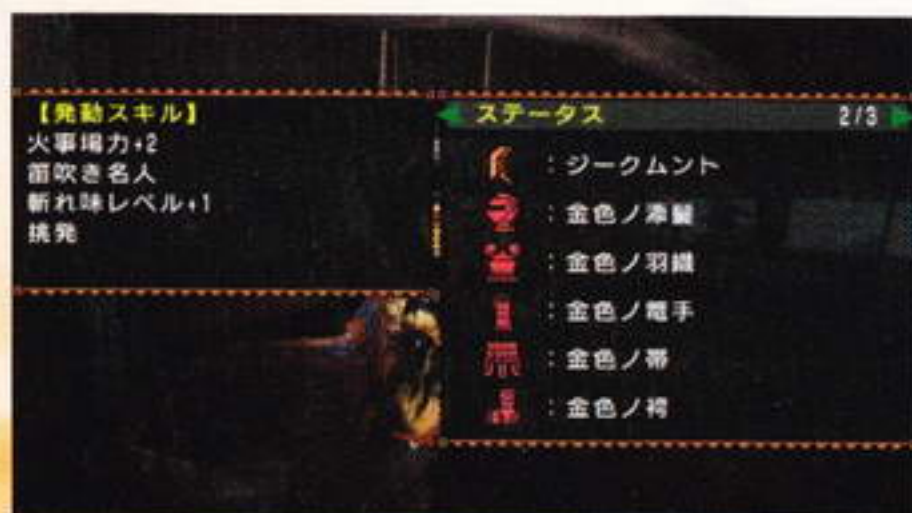 【発動スキル】
火事場力+2
笛吹き名人
斬れ味レベル+1
挑発
ステータス 2/3
:ジークムント
:金色ノ添髪
:金色ノ羽織
:金色ノ篭手
:金色ノ帯
:金色ノ袴